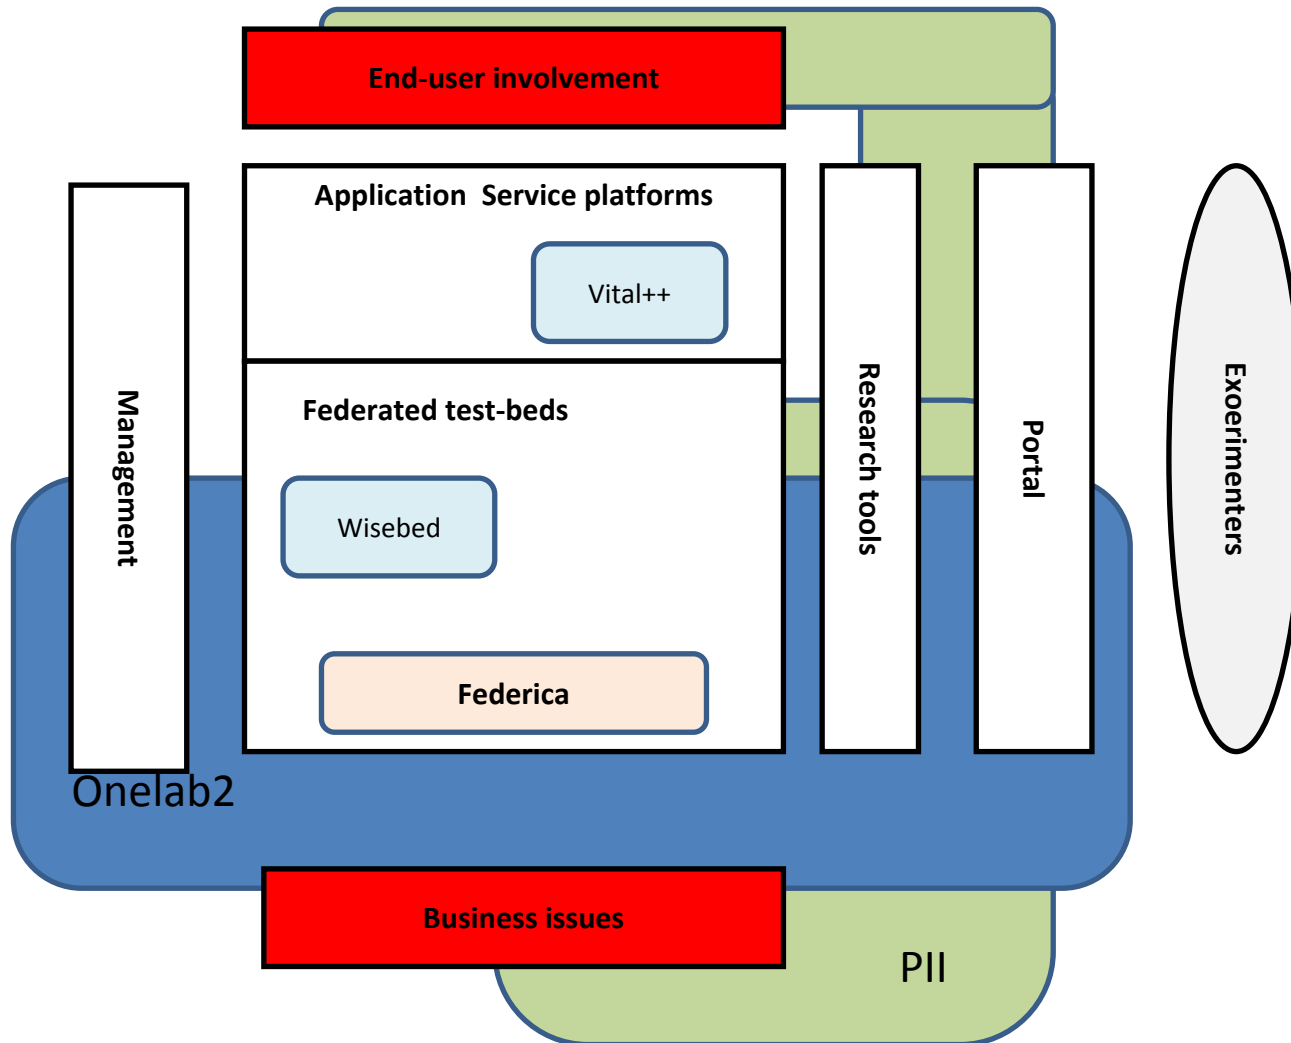 End-user involvement
Application  Service platforms
Vital++
Management
Federated test-beds
Research tools
Portal
Exoerimenters
Wisebed
Federica
Onelab2
Business issues
PII